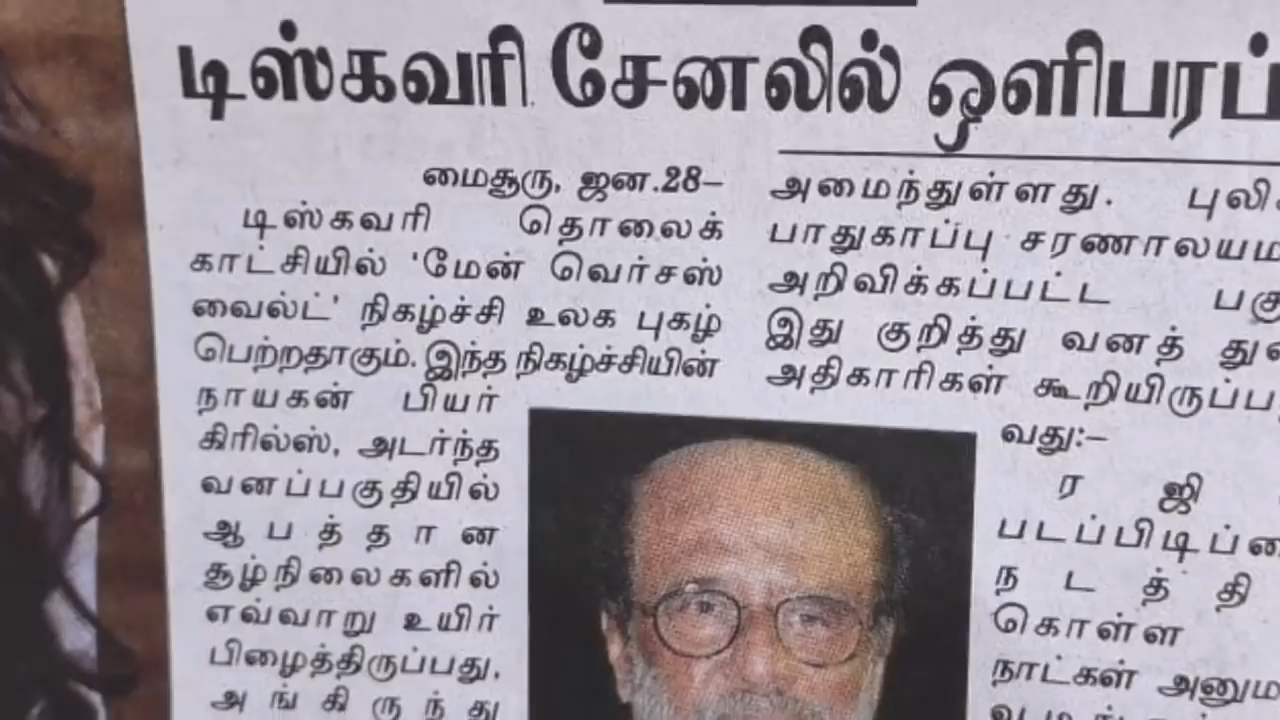 டிஸ்கவரி சேனலில் ஒளிபரப்
மைசூரு, ஜன.28–
டிஸ்கவரி தொலைக்
காட்சியில் 'மேன் வெர்சஸ்
வைல்ட்' நிகழ்ச்சி உலக புகழ்
பெற்றதாகும். இந்த நிகழ்ச்சியின்
நாயகன் பியர்
கிரில்ஸ், அடர்ந்த
வனப்பகுதியில்
ஆபத்தான
சூழ்நிலைகளில்
எவ்வாறு உயிர்
பிழைத்திருப்பது,
அங்கிருந்து
அமைந்துள்ளது. புலிக
பாதுகாப்பு சரணாலயம
அறிவிக்கப்பட்ட பகு
இது குறித்து வனத் து
அதிகாரிகள் கூறியிருப்ப
வது:–
ரஜி
படப்பிடிப்
நடத்தி
கொள்ள
நாட்கள் அனும